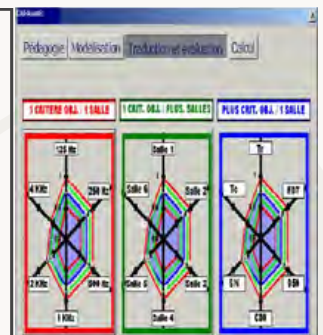 Pédagogie Modélisation Traduction et évaluation Calcul
1 CRITERE OBJ. / 1 SALLE 1 CRIT. OBJ. / PLUS. SALLES PLUS CRIT. OBJ. / 1 SALLE
125 Hz Salle 1 Tr
4 KHz 250 Hz Salle 6 Salle 2 Tc EDT
2 KHz 500 Hz Salle 5 Salle 3 S/N D50
1 KHz Salle 4 C80